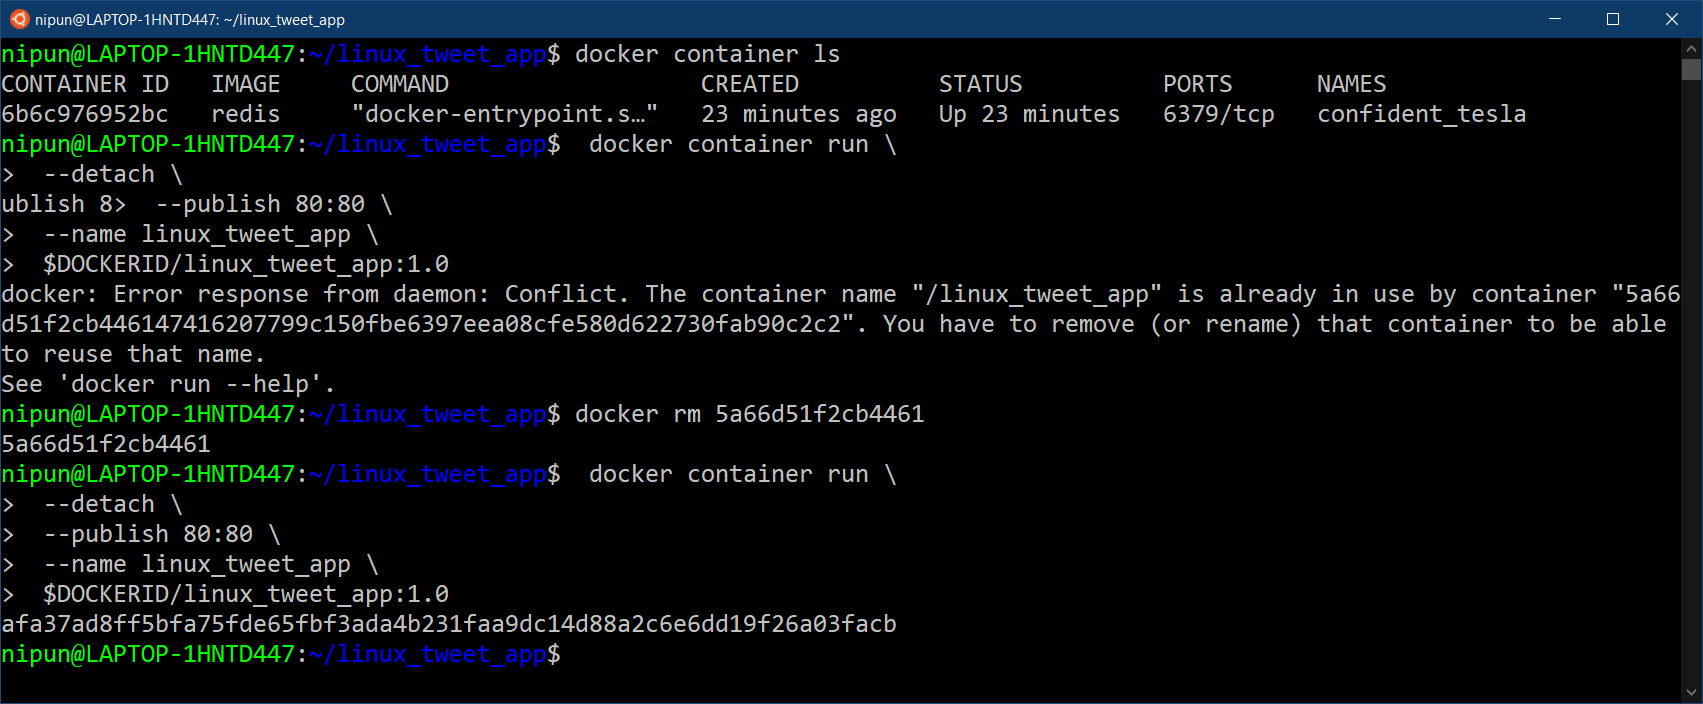 nipun@LAPTOP-1HNTD447: ~/linux_tweet_app
nipun@LAPTOP-1HNTD447:~/linux_tweet_app$ docker container ls
CONTAINER ID   IMAGE     COMMAND                  CREATED          STATUS          PORTS      NAMES
6b6c976952bc   redis     "docker-entrypoint.s…"   23 minutes ago   Up 23 minutes   6379/tcp   confident_tesla
nipun@LAPTOP-1HNTD447:~/linux_tweet_app$  docker container run \
>  --detach \
ublish 8>  --publish 80:80 \
>  --name linux_tweet_app \
>  $DOCKERID/linux_tweet_app:1.0
docker: Error response from daemon: Conflict. The container name "/linux_tweet_app" is already in use by container "5a66
d51f2cb446147416207799c150fbe6397eea08cfe580d622730fab90c2c2". You have to remove (or rename) that container to be able
to reuse that name.
See 'docker run --help'.
nipun@LAPTOP-1HNTD447:~/linux_tweet_app$ docker rm 5a66d51f2cb4461
5a66d51f2cb4461
nipun@LAPTOP-1HNTD447:~/linux_tweet_app$  docker container run \
>  --detach \
>  --publish 80:80 \
>  --name linux_tweet_app \
>  $DOCKERID/linux_tweet_app:1.0
afa37ad8ff5bfa75fde65fbf3ada4b231faa9dc14d88a2c6e6dd19f26a03facb
nipun@LAPTOP-1HNTD447:~/linux_tweet_app$